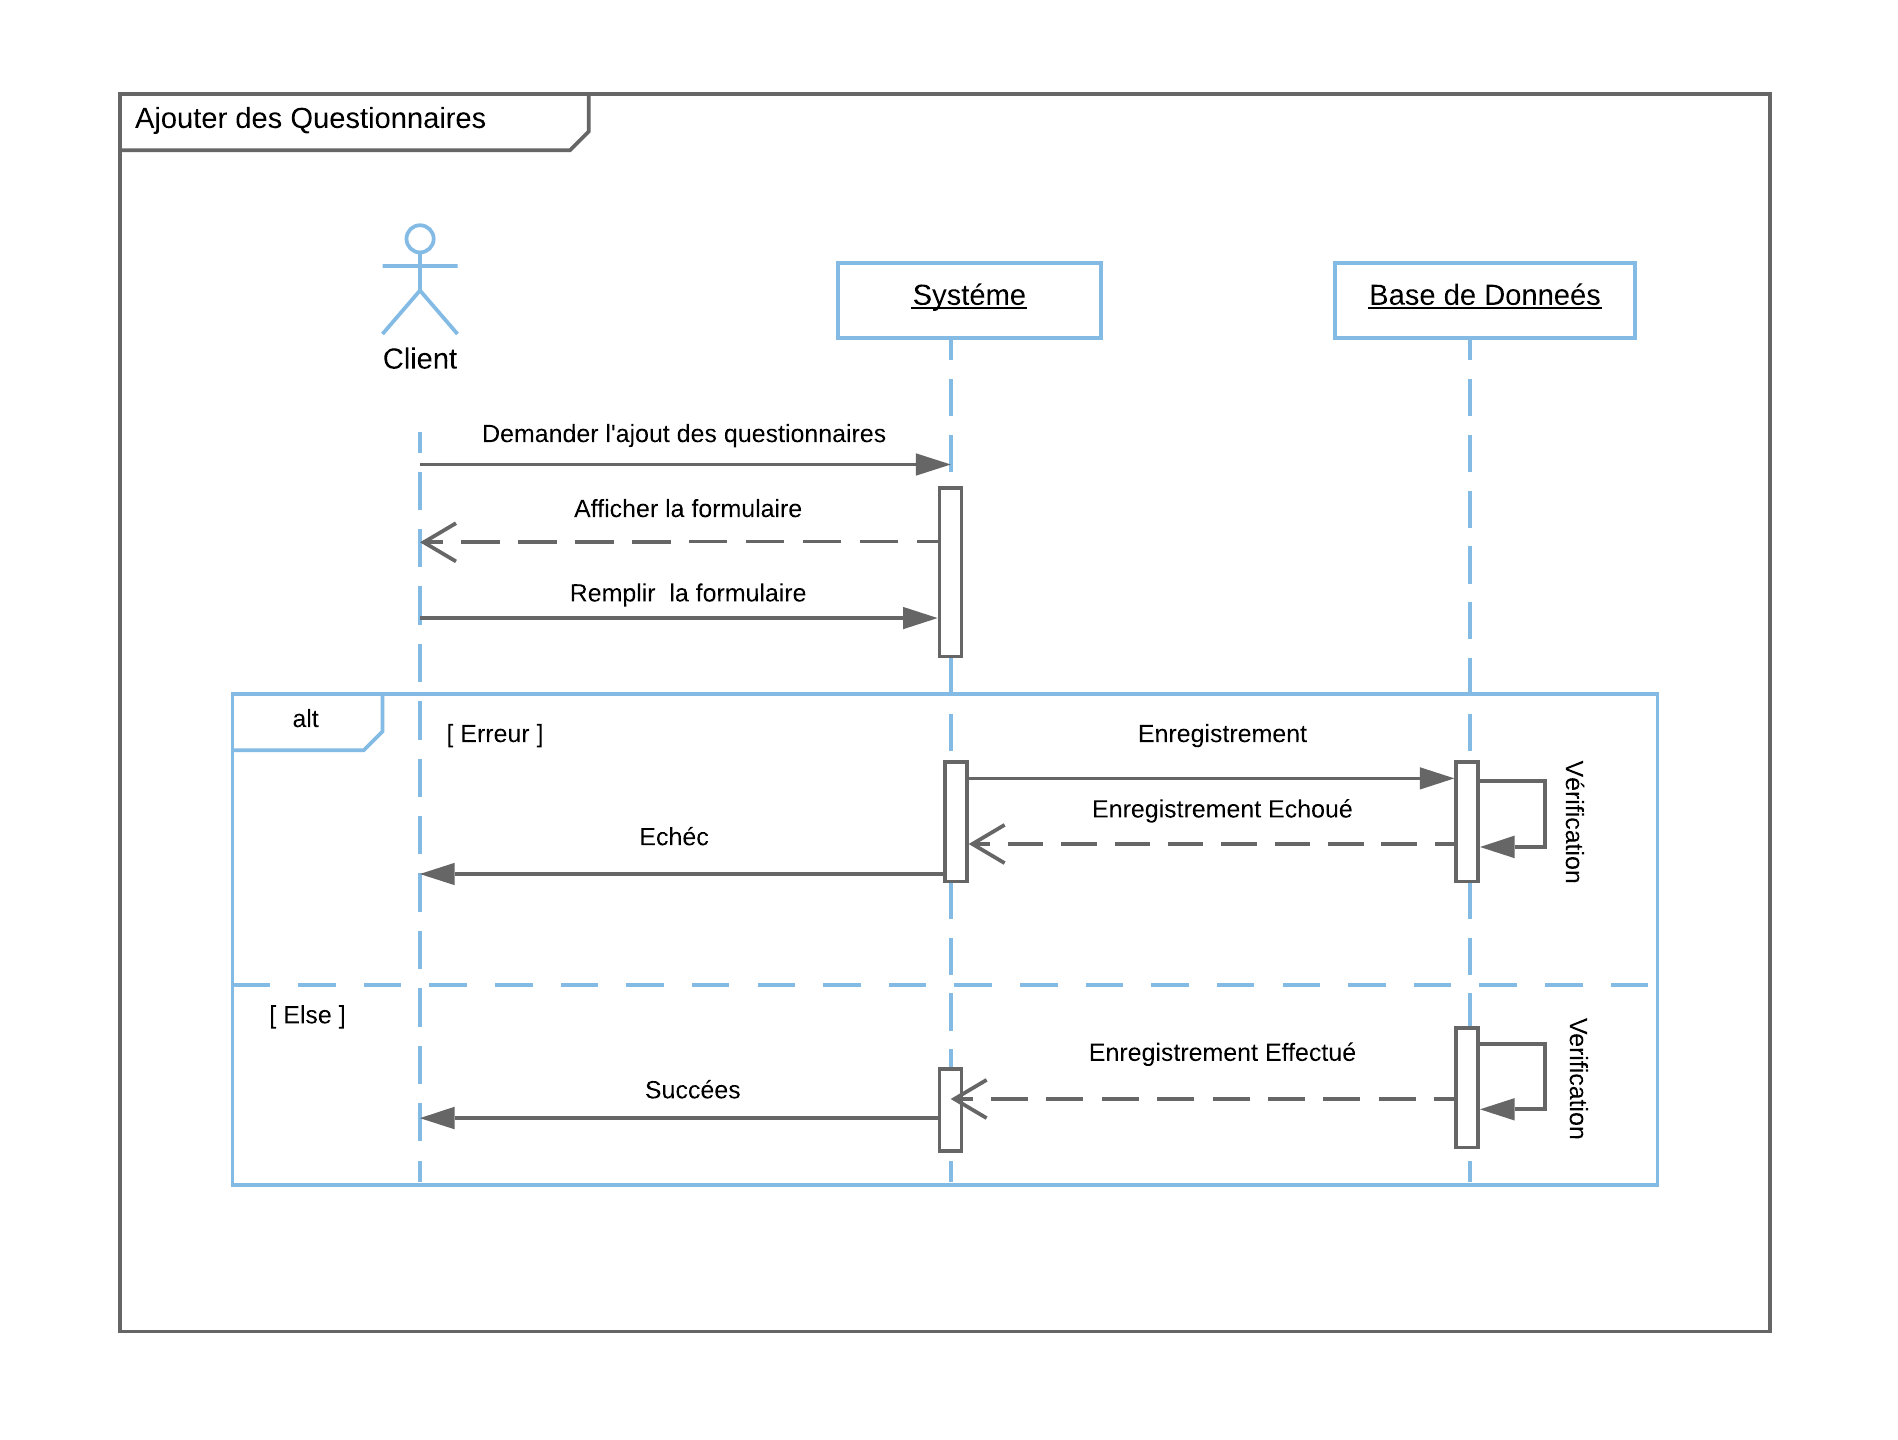 Ajouter des Questionnaires
Client
Systéme
Base de Donneés
Demander l'ajout des questionnaires
Afficher la formulaire
Remplir  la formulaire
alt
[ Erreur ]
Enregistrement
Vérification
Enregistrement Echoué
Echéc
[ Else ]
Enregistrement Effectué
Verification
Succées